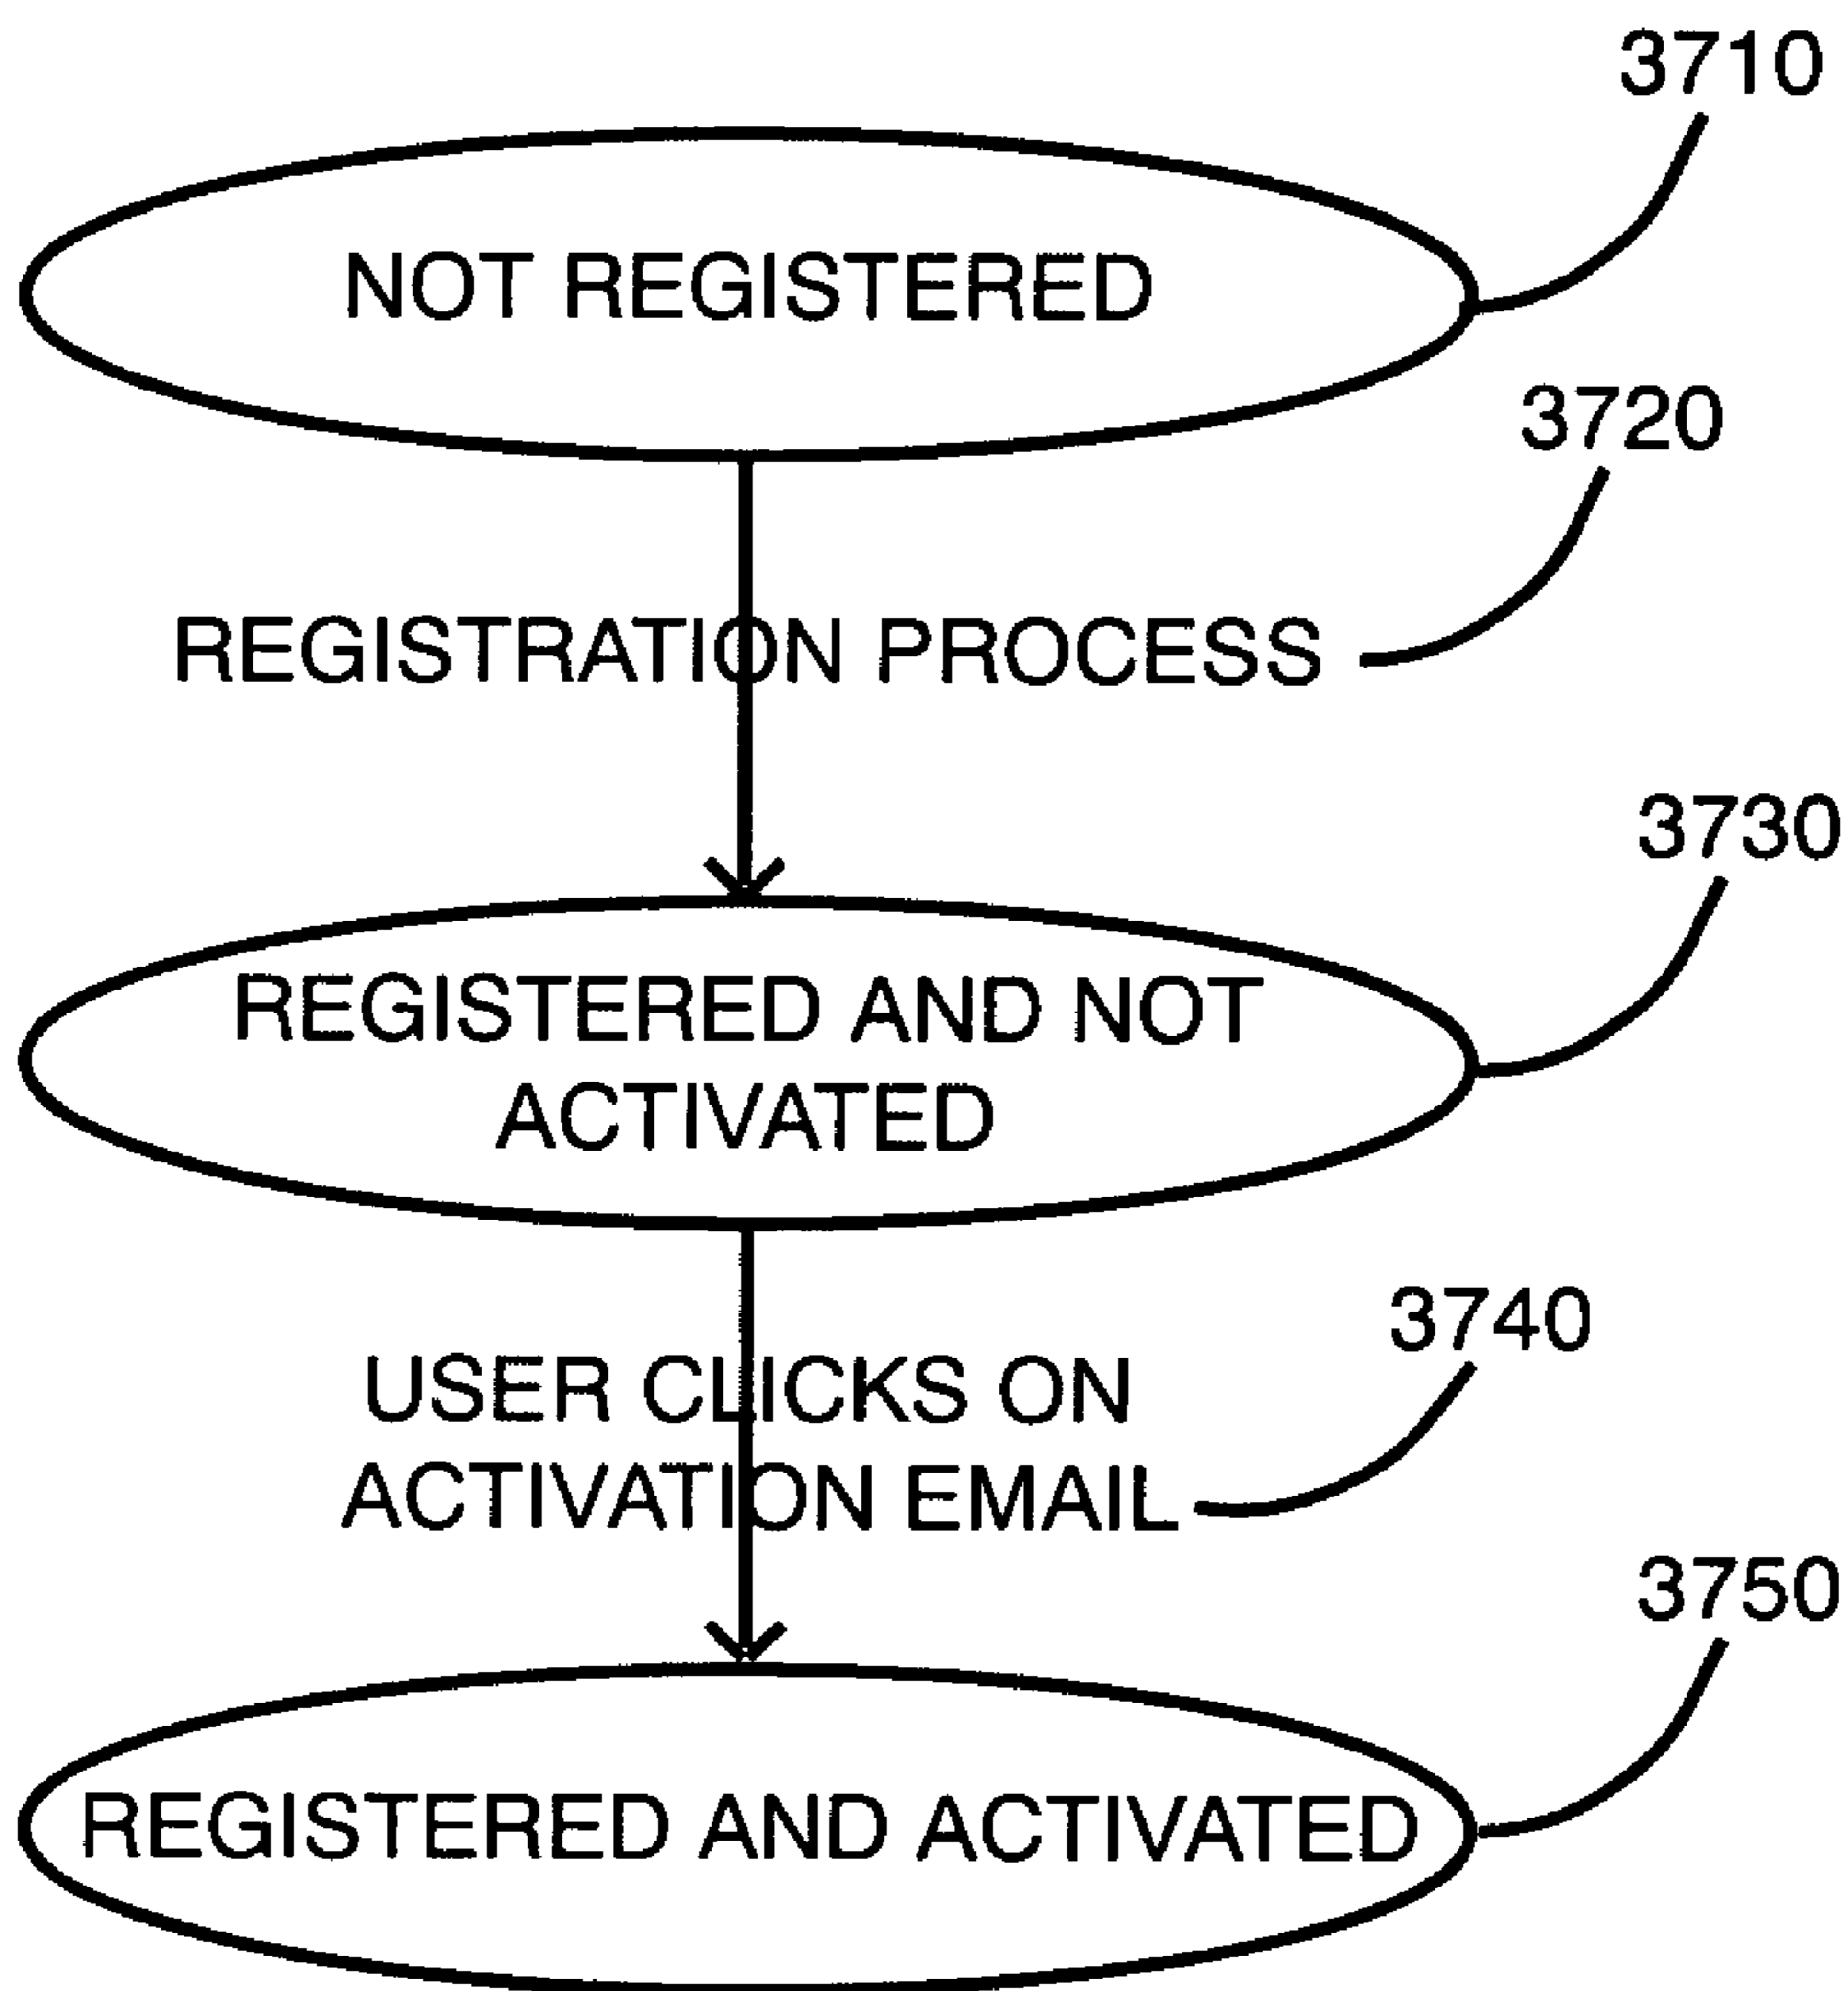 3710
NOT REGISTERED
3720
REGISTRATION PROCESS
3730
REGISTERED AND NOT
ACTIVATED
3740
USER CLICKS ON
ACTIVATION EMAIL
3750
REGISTERED AND ACTIVATED